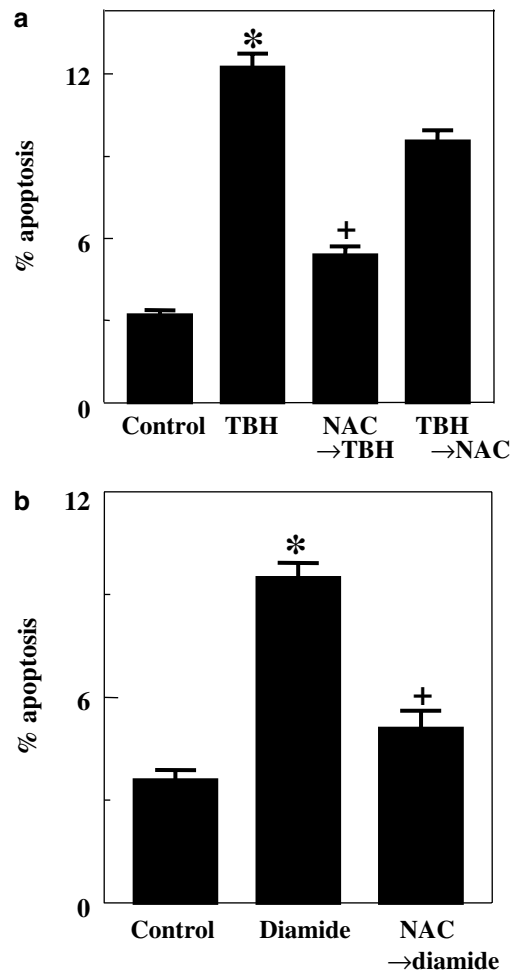 a
12
*
+
6
% apoptosis
0
Control TBH NAC TBH
→TBH →NAC
b
12
*
6
+
% apoptosis
0
Control Diamide NAC
→diamide